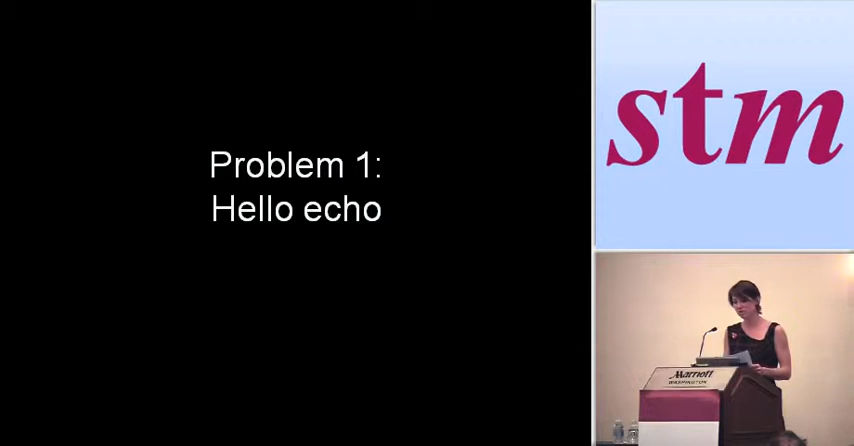 Problem 1:
Hello echo
stm
Marriott
WASHINGTON